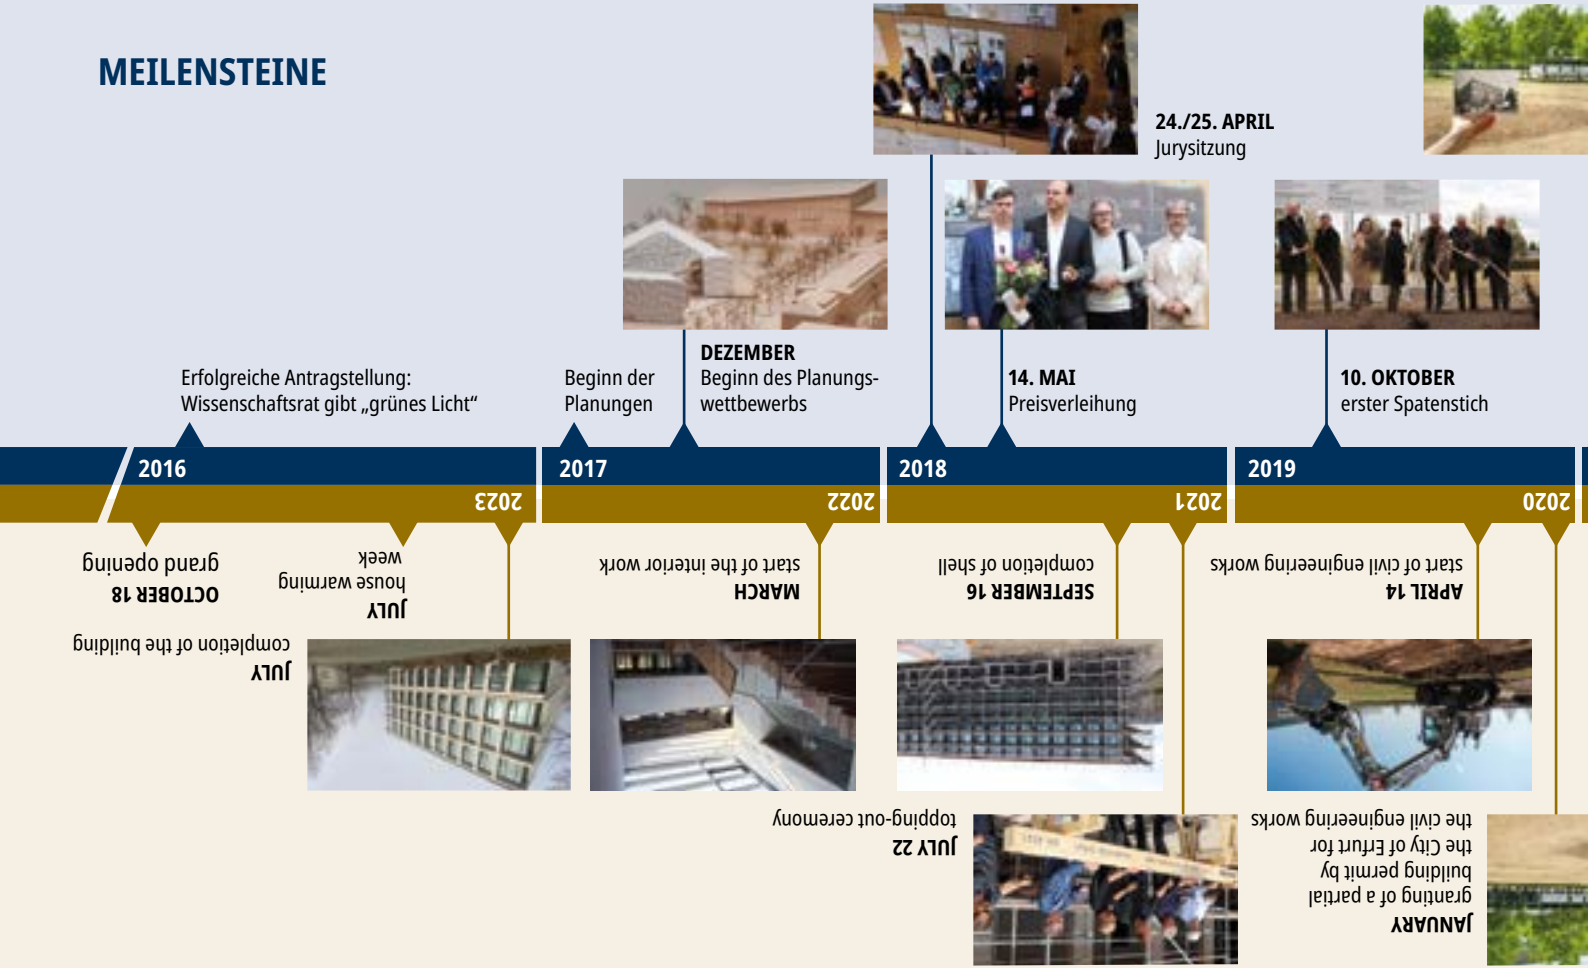 MEILENSTEINE
24./25. APRIL
Jurysitzung
DEZEMBER
Beginn des Planungs-
wettbewerbs
Erfolgreiche Antragstellung:
Wissenschaftsrat gibt „grünes Licht“
Beginn der
Planungen
14. MAI
Preisverleihung
10. OKTOBER
erster Spatenstich
2016
2017
2018
2019
2020
2021
2022
2023
JANUARY
granting of a partial
building permit by
the City of Erfurt for
the civil engineering works
APRIL 14
start of civil engineering works
JULY 22
topping-out ceremony
SEPTEMBER 16
completion of shell
MARCH
start of the interior work
JULY
completion of the building
JULY
house warming
week
OCTOBER 18
grand opening